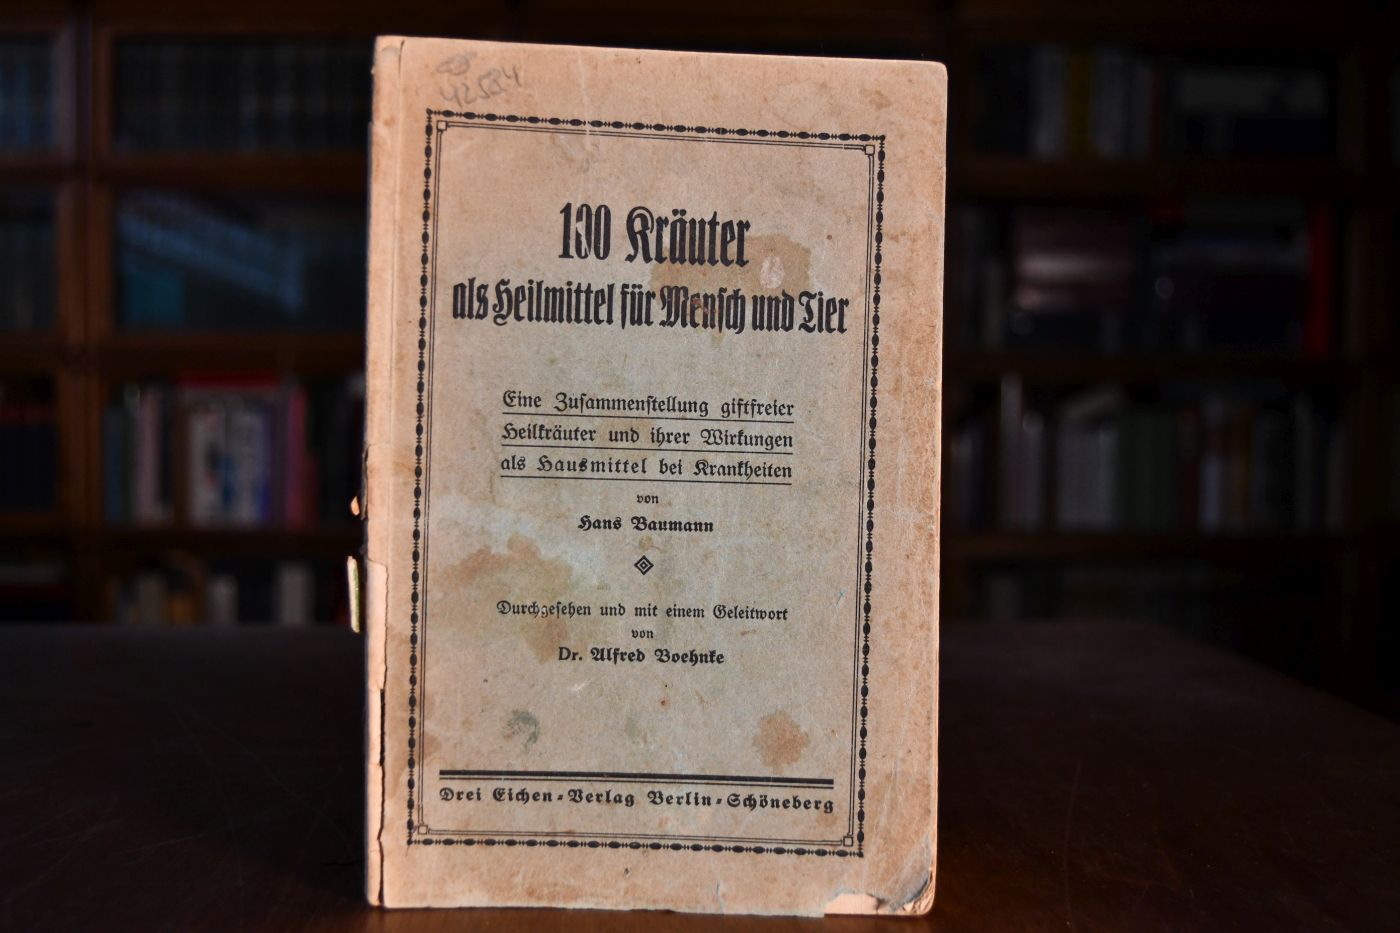 42584
100 Kräuter
als Heilmittel für Mensch und Tier
Eine Zusammenstellung giftfreier
Heilkräuter und ihrer Wirkungen
als Hausmittel bei Krankheiten
von
Hans Baumann
Durchgesehen und mit einem Geleitwort
von
Dr. Alfred Boehnke
Drei Eichen-Verlag Berlin-Schöneberg